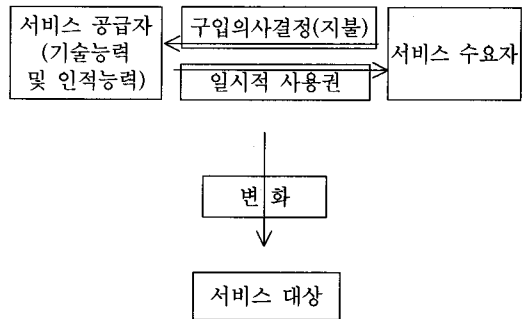 서비스 공급자
(기술능력
및 인적능력)
구입의사결정(지불)
일시적 사용권
서비스 수요자
변 화
서비스 대상